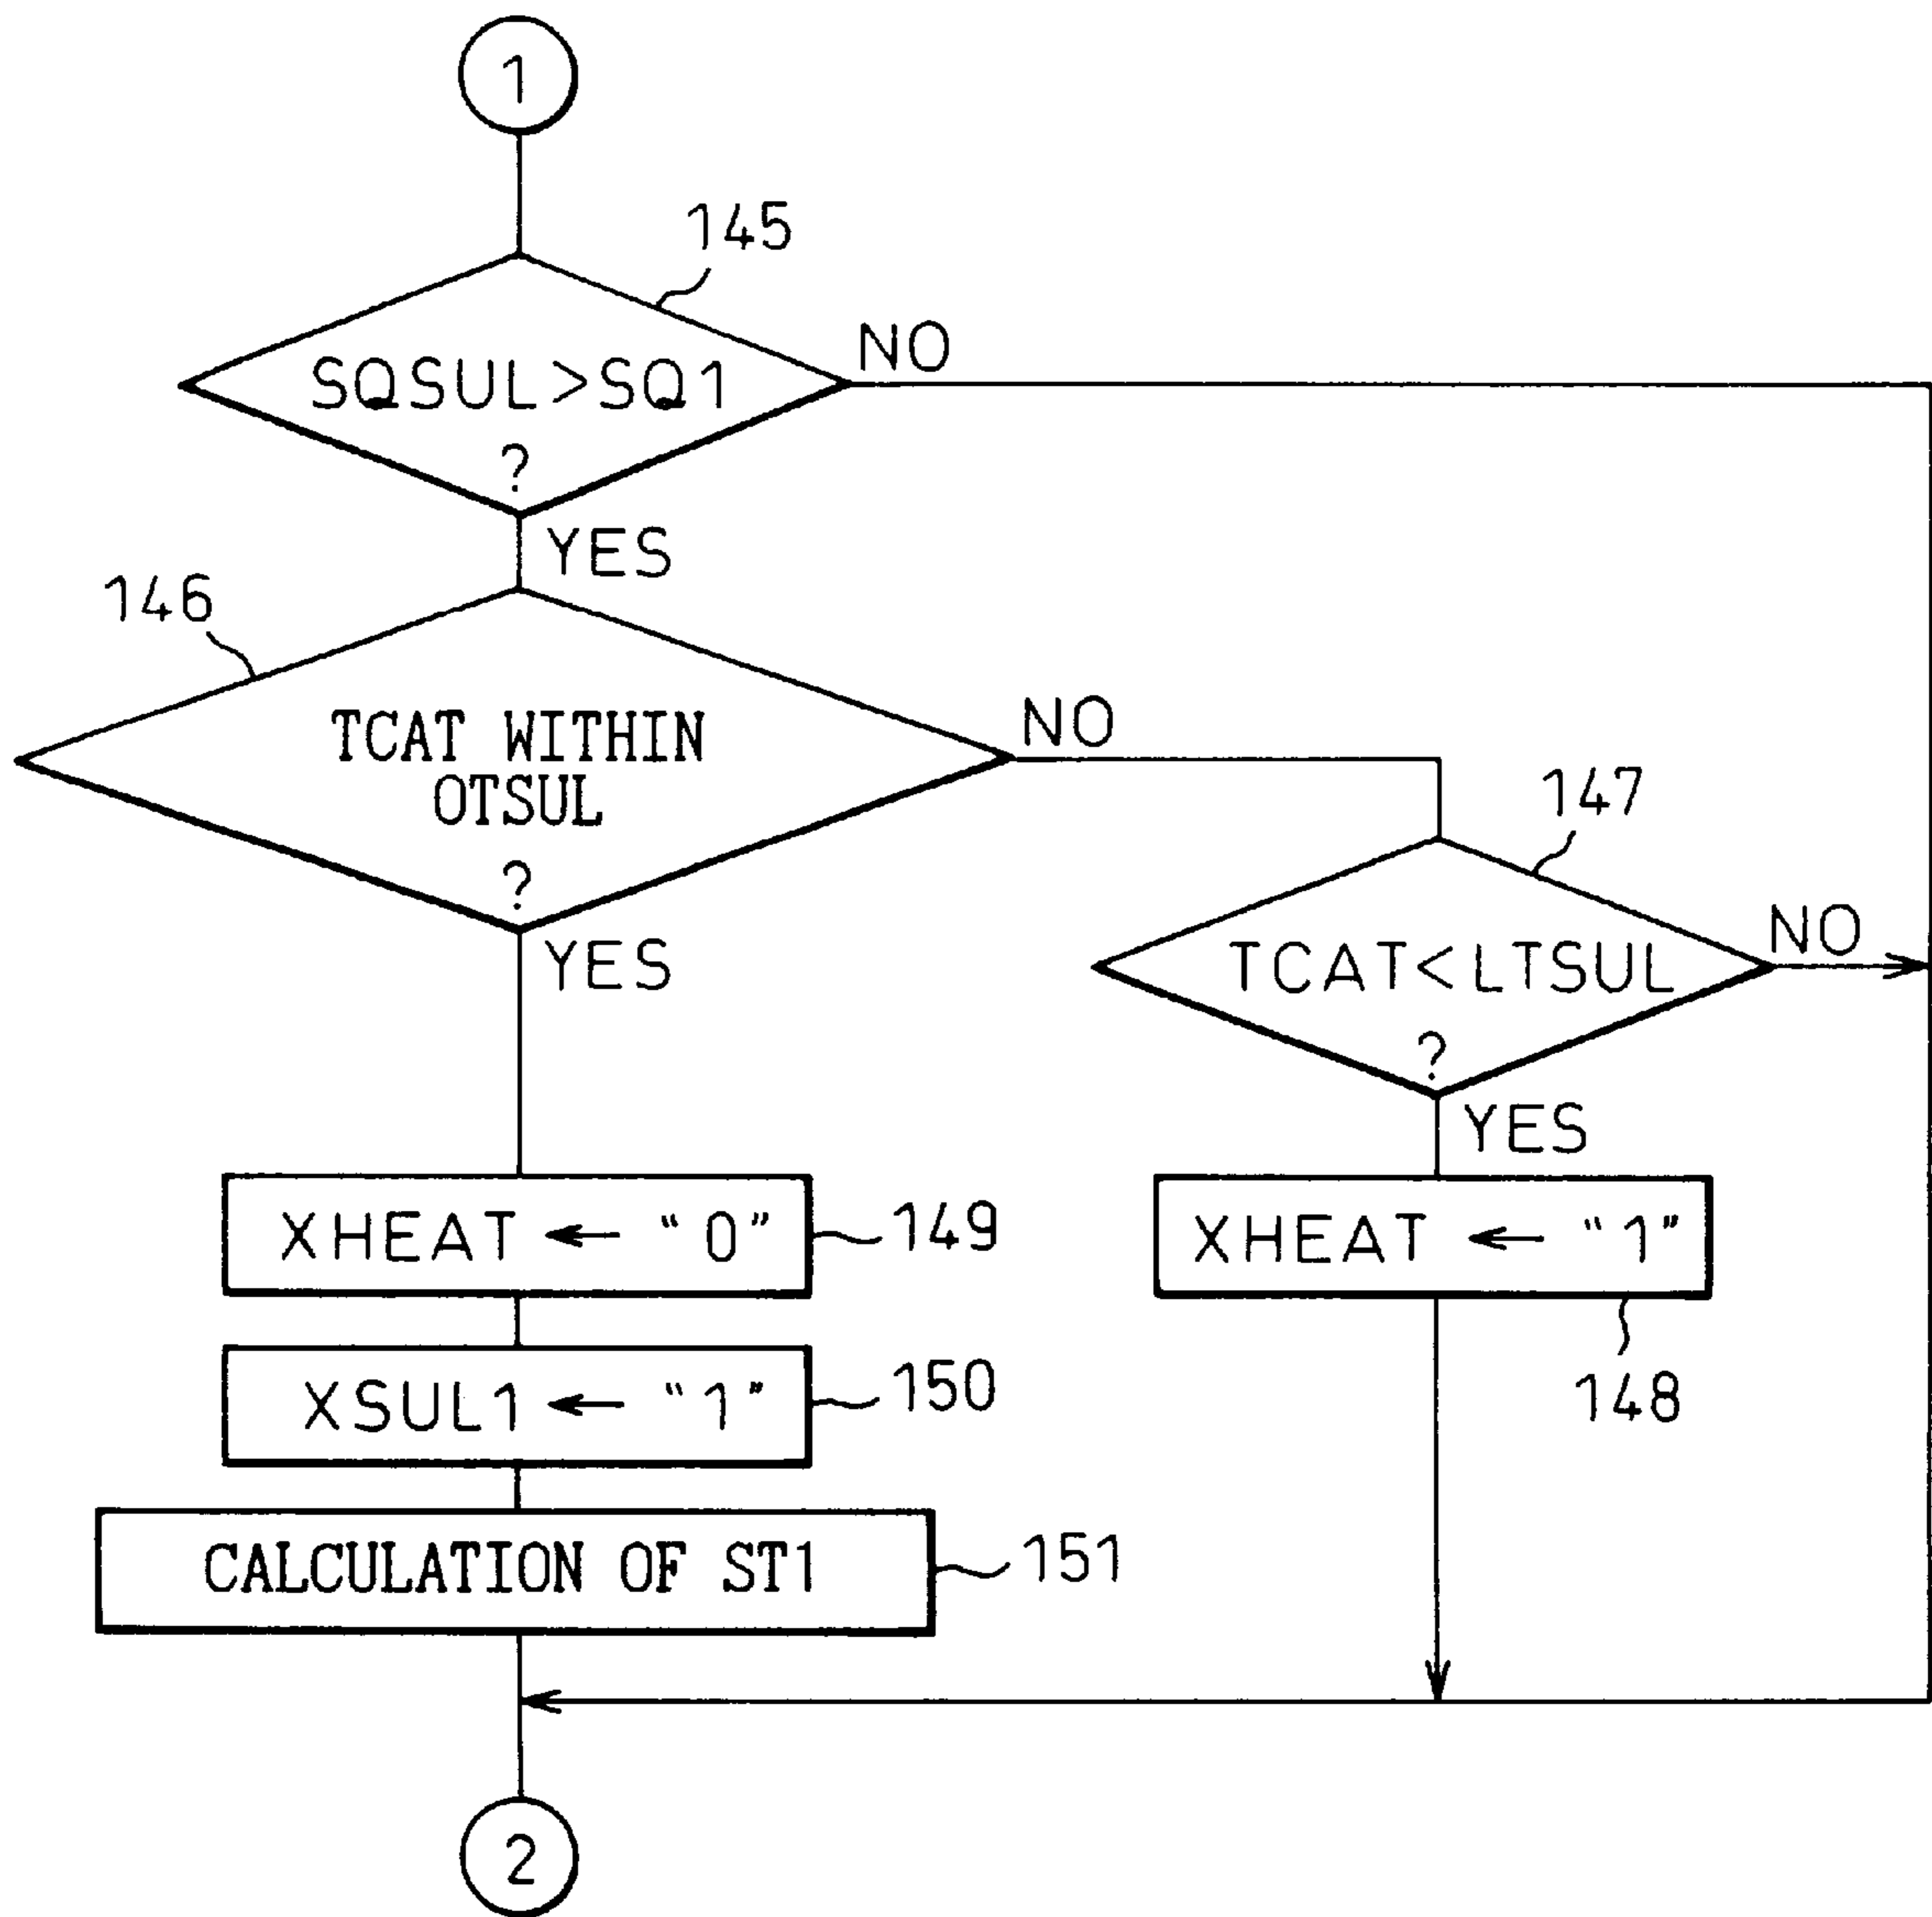 1
145
SQSUL>SQ1
?
NO
YES
146
TCAT WITHIN
OTSUL
?
NO
YES
147
TCAT<LTSUL
?
NO
YES
XHEAT ← “0”
149
XHEAT ← “1”
148
XSUL1 ← “1”
150
CALCULATION OF ST1
151
2